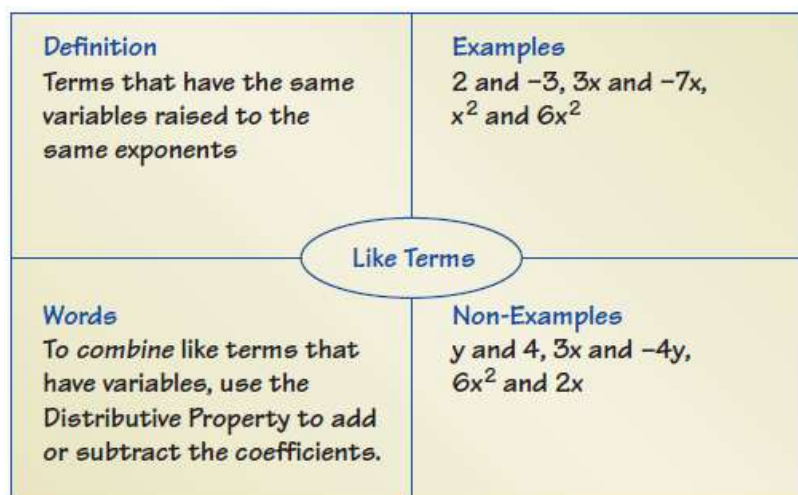 Definition
Terms that have the same
variables raised to the
same exponents
Examples
2 and −3, 3x and −7x,
x² and 6x²
Like Terms
Words
To combine like terms that
have variables, use the
Distributive Property to add
or subtract the coefficients.
Non-Examples
y and 4, 3x and −4y,
6x² and 2x